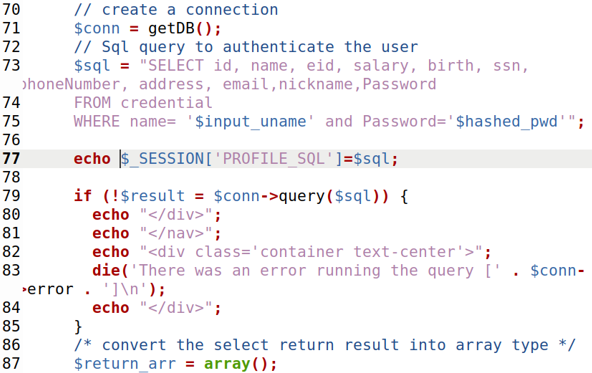 70 // create a connection
71 $conn = getDB();
72 // Sql query to authenticate the user
73 $sql = "SELECT id, name, eid, salary, birth, ssn,
honeNumber, address, email,nickname,Password
74 FROM credential
75 WHERE name= '$input_uname' and Password='$hashed_pwd'";
76
77 echo $_SESSION['PROFILE_SQL']=$sql;
78
79 if (!$result = $conn->query($sql)) {
80 echo "</div>";
81 echo "</nav>";
82 echo "<div class='container text-center'>";
83 die('There was an error running the query [' . $conn-
>error . ']\n');
84 echo "</div>";
85 }
86 /* convert the select return result into array type */
87 $return_arr = array();